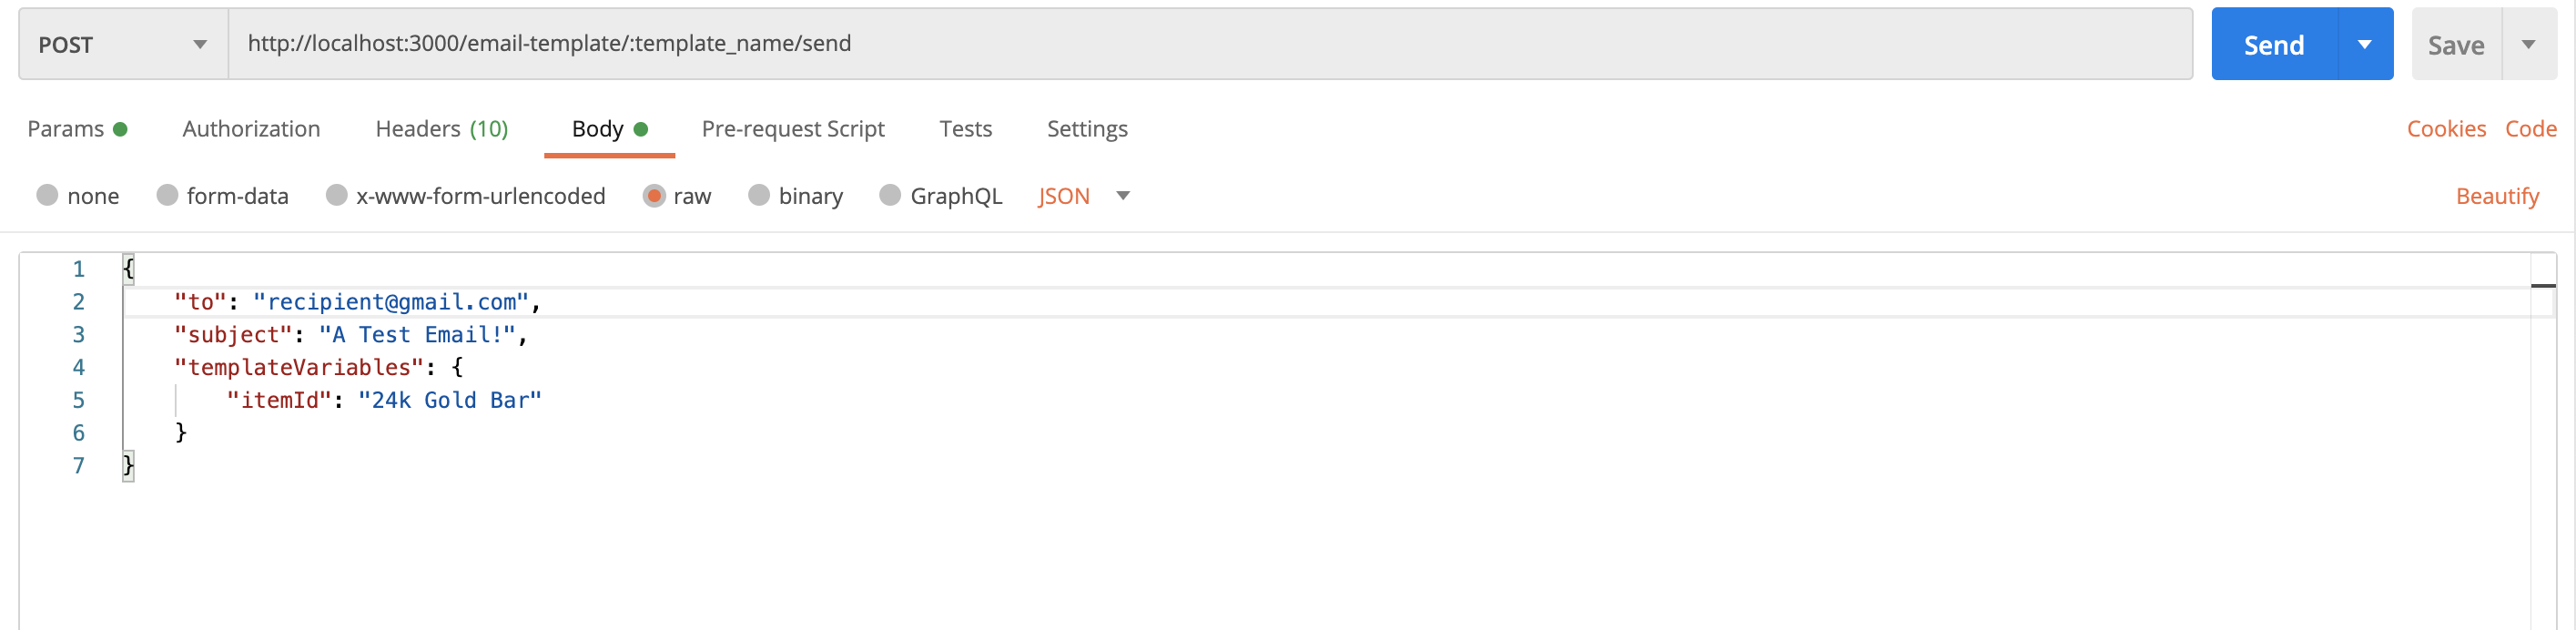 POST http://localhost:3000/email-template/:template_name/send Send Save
Params Authorization Headers (10) Body Pre-request Script Tests Settings Cookies Code
none form-data x-www-form-urlencoded raw binary GraphQL JSON Beautify
1 {
2 "to": "recipient@gmail.com",
3 "subject": "A Test Email!",
4 "templateVariables": {
5 "itemId": "24k Gold Bar"
6 }
7 }